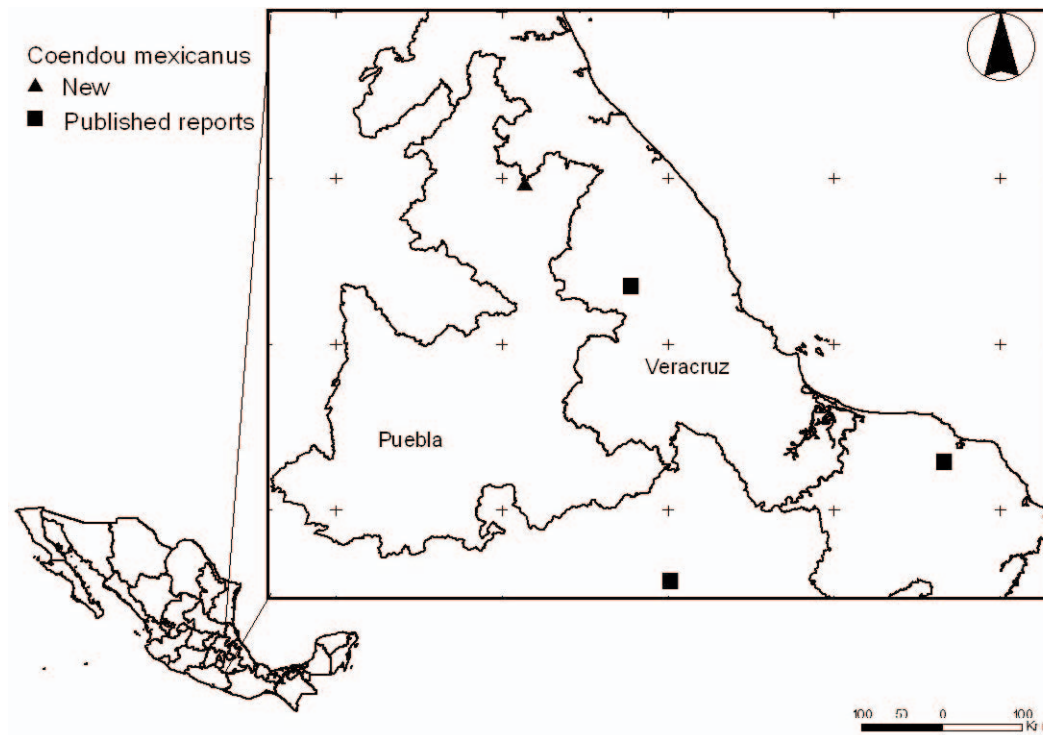 Coendou mexicanus
New
Published reports
Veracruz
Puebla
100 50 0 100